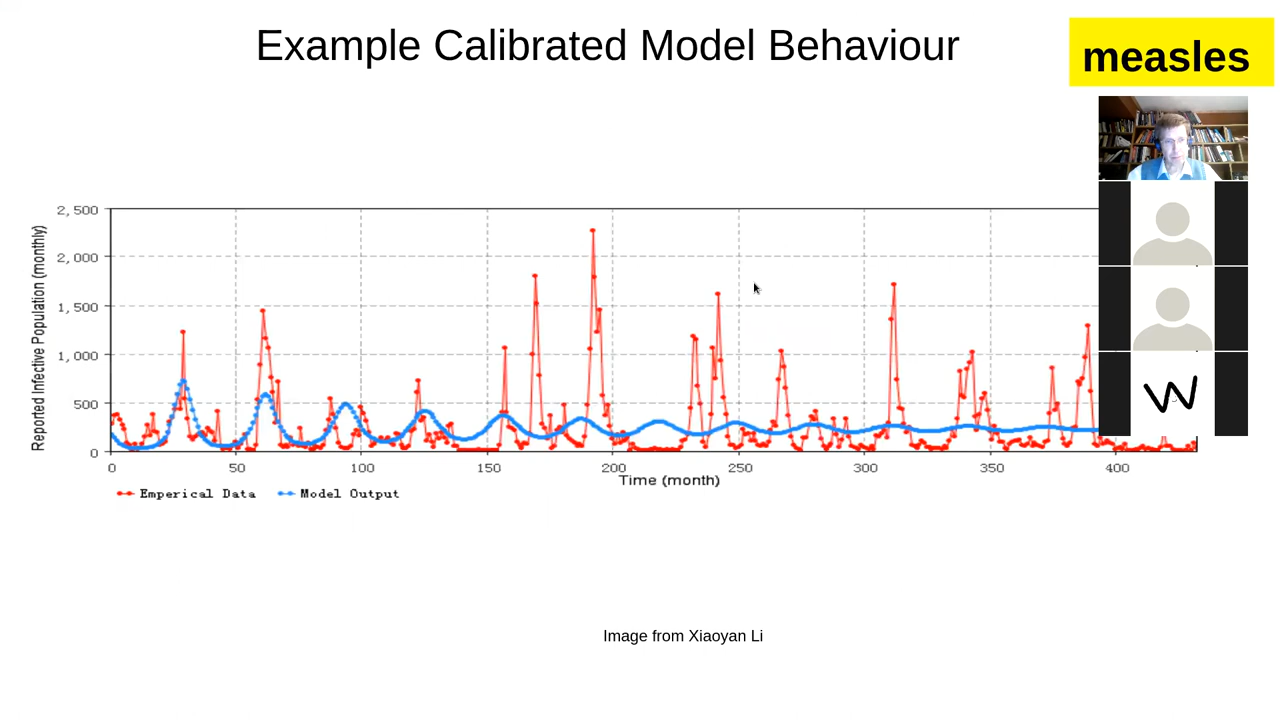 Example Calibrated Model Behaviour
measles
Reported Infective Population (monthly)
2,500
2,000
1,500
1,000
500
0
0 50 100 150 200 250 300 350 400
Time (month)
Emperical Data Model Output
W
Image from Xiaoyan Li